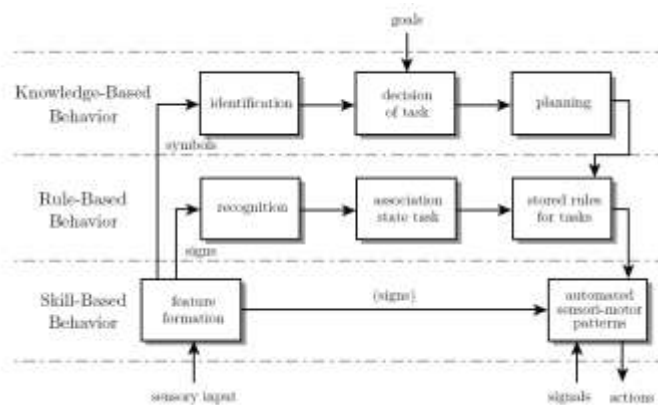 goals
Knowledge-Based
Behavior
identification
decision
of task
planning
symbols
Rule-Based
Behavior
recognition
association
state task
stored rules
for tasks
signs
Skill-Based
Behavior
feature
formation
(signs)
automated
sensori-motor
patterns
sensory input
signals
actions